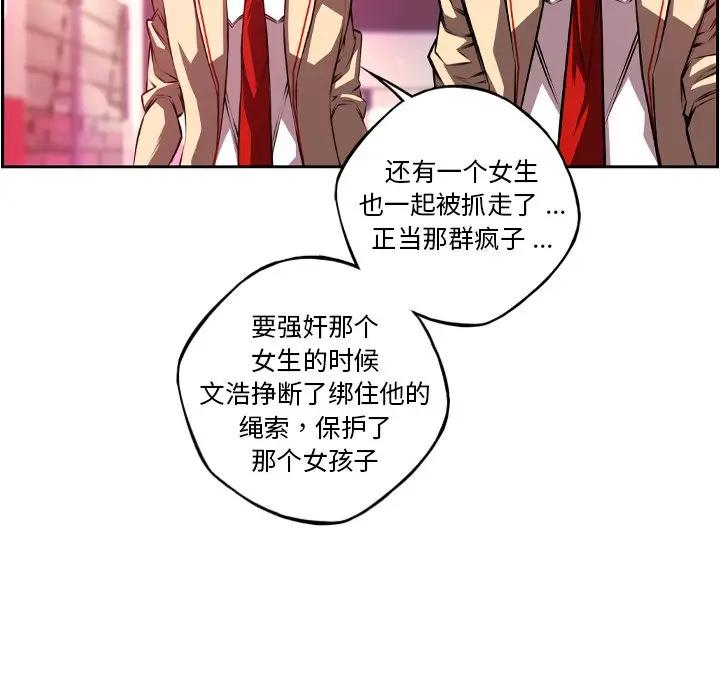 还有一个女生
也一起被抓走了 ...
正当那群疯子 ...
要强奸那个
女生的时候
文浩挣断了绑住他的
绳索，保护了
那个女孩子